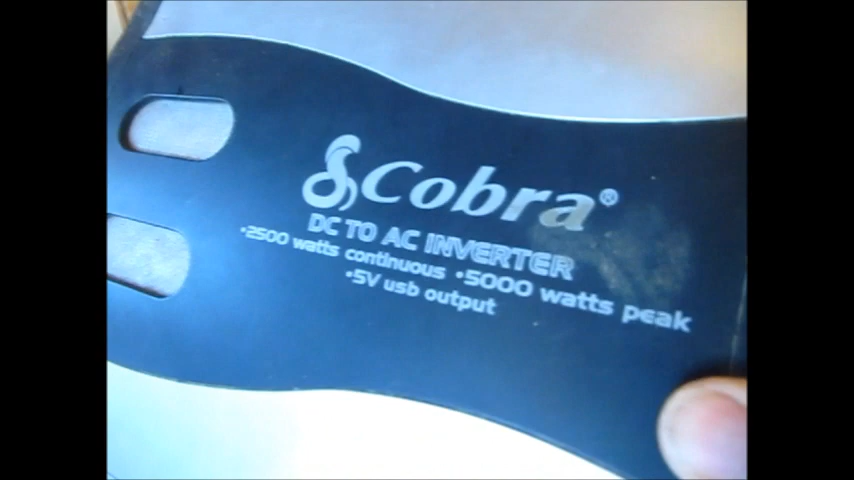 Cobra®
DC TO AC INVERTER
•2500 watts continuous •5000 watts peak
•5V usb output